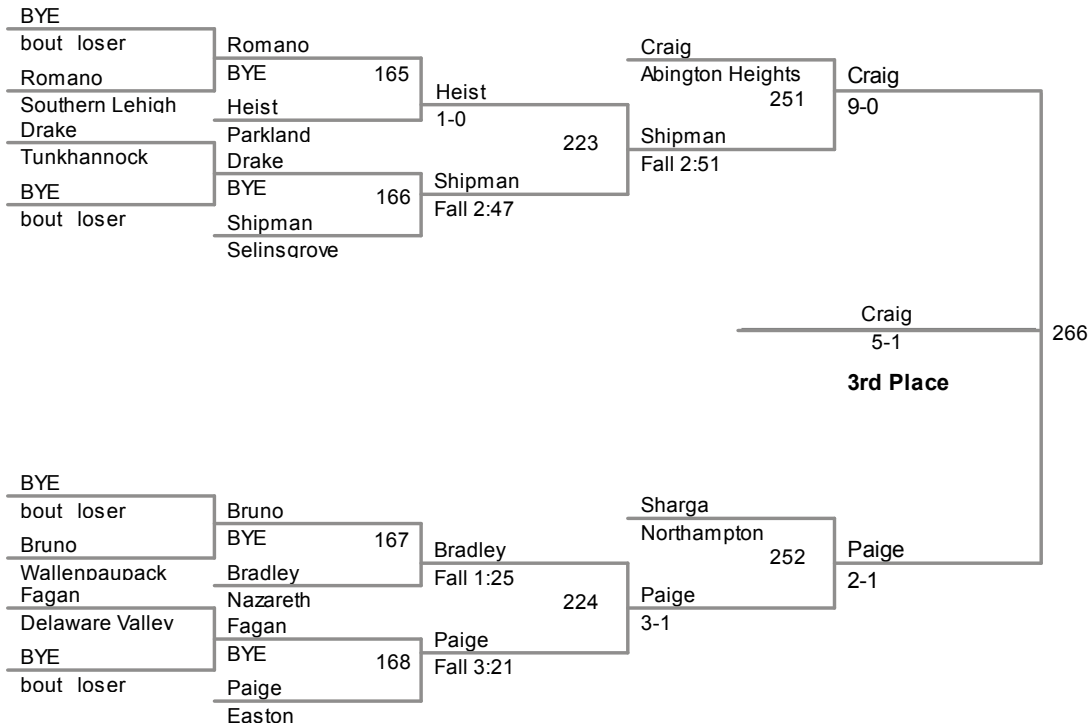 BYE
bout loser
Romano
Southern Lehigh
Drake
Tunkhannock
BYE
bout loser
Romano
BYE
165
Heist
Parkland
Drake
BYE
166
Shipman
Selinsgrove
Heist
1-0
223
Shipman
Fall 2:47
Craig
Abington Heights
251
Shipman
Fall 2:51
Craig
9-0
Craig
5-1
266
3rd Place
BYE
bout loser
Bruno
Wallenpaupack
Fagan
Delaware Valley
BYE
bout loser
Bruno
BYE
167
Bradley
Nazareth
Fagan
BYE
168
Paige
Easton
Bradley
Fall 1:25
224
Paige
Fall 3:21
Sharga
Northampton
252
Paige
3-1
Paige
2-1